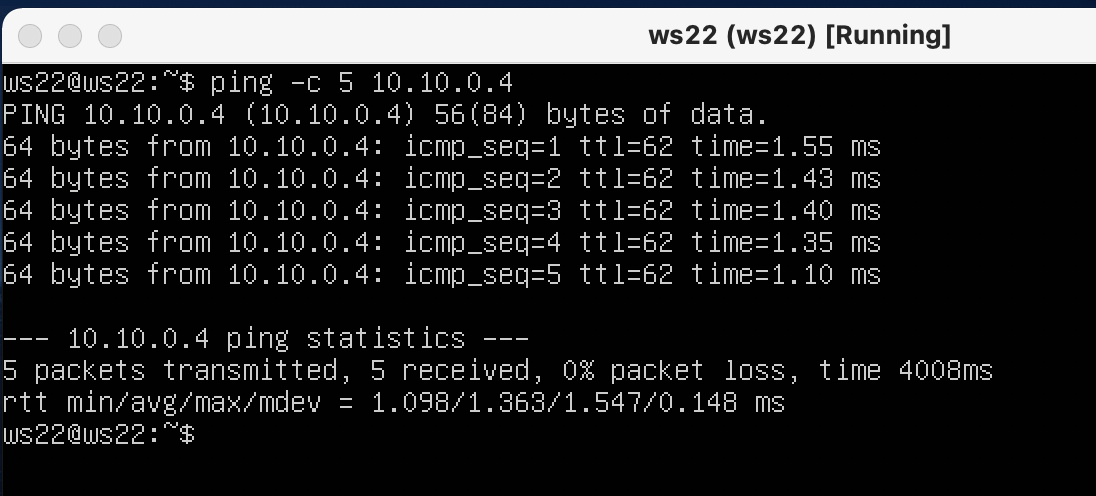 ws22 (ws22) [Running]
ws22@ws22:~$ ping -c 5 10.10.0.4
PING 10.10.0.4 (10.10.0.4) 56(84) bytes of data.
64 bytes from 10.10.0.4: icmp_seq=1 ttl=62 time=1.55 ms
64 bytes from 10.10.0.4: icmp_seq=2 ttl=62 time=1.43 ms
64 bytes from 10.10.0.4: icmp_seq=3 ttl=62 time=1.40 ms
64 bytes from 10.10.0.4: icmp_seq=4 ttl=62 time=1.35 ms
64 bytes from 10.10.0.4: icmp_seq=5 ttl=62 time=1.10 ms
--- 10.10.0.4 ping statistics ---
5 packets transmitted, 5 received, 0% packet loss, time 4008ms
rtt min/avg/max/mdev = 1.098/1.363/1.547/0.148 ms
ws22@ws22:~$